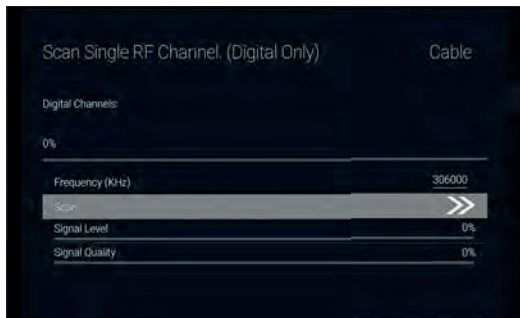 Scan Single RF Channel. (Digital Only) Cable
Digital Channels:
0%
Frequency (KHz) 306000
Scan
Signal Level 0%
Signal Quality 0%